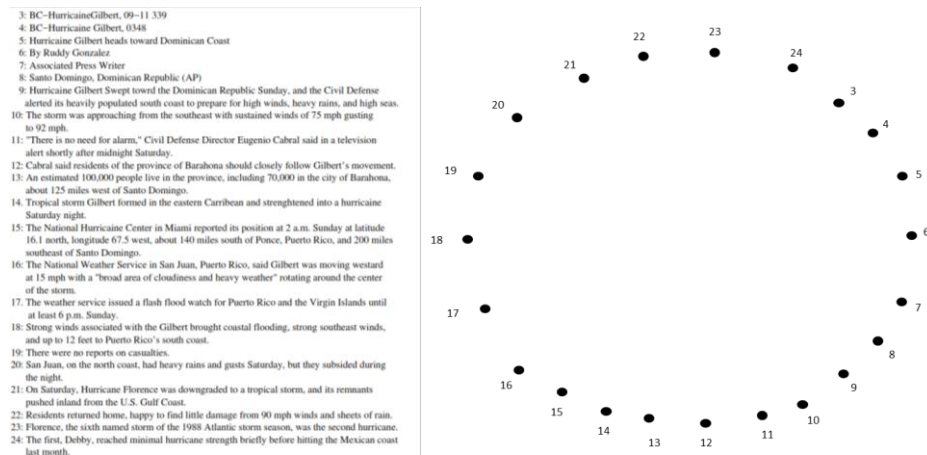 3: BC−HurricaineGilbert, 09−11 339
4: BC−Hurricaine Gilbert, 0348
5: Hurricaine Gilbert heads toward Dominican Coast
6: By Ruddy Gonzalez
7: Associated Press Writer
8: Santo Domingo, Dominican Republic (AP)
9: Hurricaine Gilbert Swept towrd the Dominican Republic Sunday, and the Civil Defense
alerted its heavily populated south coast to prepare for high winds, heavy rains, and high seas.
10: The storm was approaching from the southeast with sustained winds of 75 mph gusting
to 92 mph.
11: "There is no need for alarm," Civil Defense Director Eugenio Cabral said in a television
alert shortly after midnight Saturday.
12: Cabral said residents of the province of Barahona should closely follow Gilbert's movement.
13: An estimated 100,000 people live in the province, including 70,000 in the city of Barahona,
about 125 miles west of Santo Domingo.
14. Tropical storm Gilbert formed in the eastern Carribean and strenghtened into a hurricaine
Saturday night.
15: The National Hurricaine Center in Miami reported its position at 2 a.m. Sunday at latitude
16.1 north, longitude 67.5 west, about 140 miles south of Ponce, Puerto Rico, and 200 miles
southeast of Santo Domingo.
16: The National Weather Service in San Juan, Puerto Rico, said Gilbert was moving westard
at 15 mph with a "broad area of cloudiness and heavy weather" rotating around the center
of the storm.
17. The weather service issued a flash flood watch for Puerto Rico and the Virgin Islands until
at least 6 p.m. Sunday.
18: Strong winds associated with the Gilbert brought coastal flooding, strong southeast winds,
and up to 12 feet to Puerto Rico's south coast.
19: There were no reports on casualties.
20: San Juan, on the north coast, had heavy rains and gusts Saturday, but they subsided during
the night.
21: On Saturday, Hurricane Florence was downgraded to a tropical storm, and its remnants
pushed inland from the U.S. Gulf Coast.
22: Residents returned home, happy to find little damage from 90 mph winds and sheets of rain.
23: Florence, the sixth named storm of the 1988 Atlantic storm season, was the second hurricane.
24: The first, Debby, reached minimal hurricane strength briefly before hitting the Mexican coast
last month.
23
22
24
21
3
20
4
19
5
18
6
17
7
8
16
9
15
10
14
11
13
12